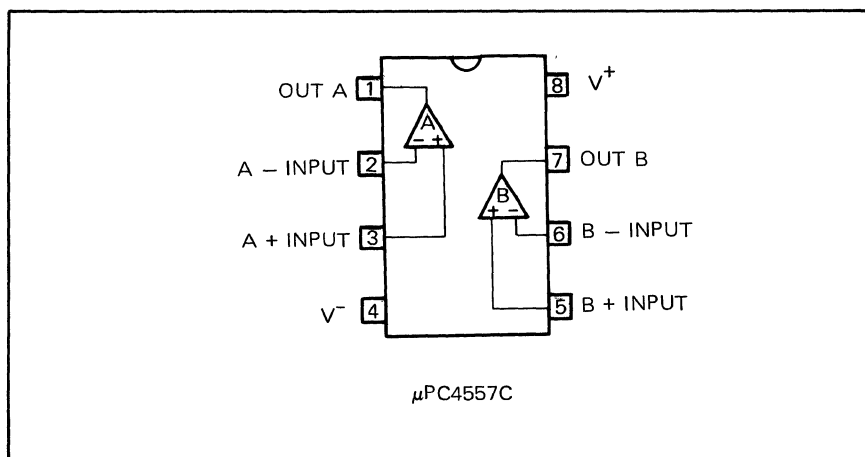 OUT A 1
8 V+
A
A – INPUT 2
– +
7 OUT B
B
A + INPUT 3
+ –
6 B – INPUT
V– 4
5 B + INPUT
μPC4557C